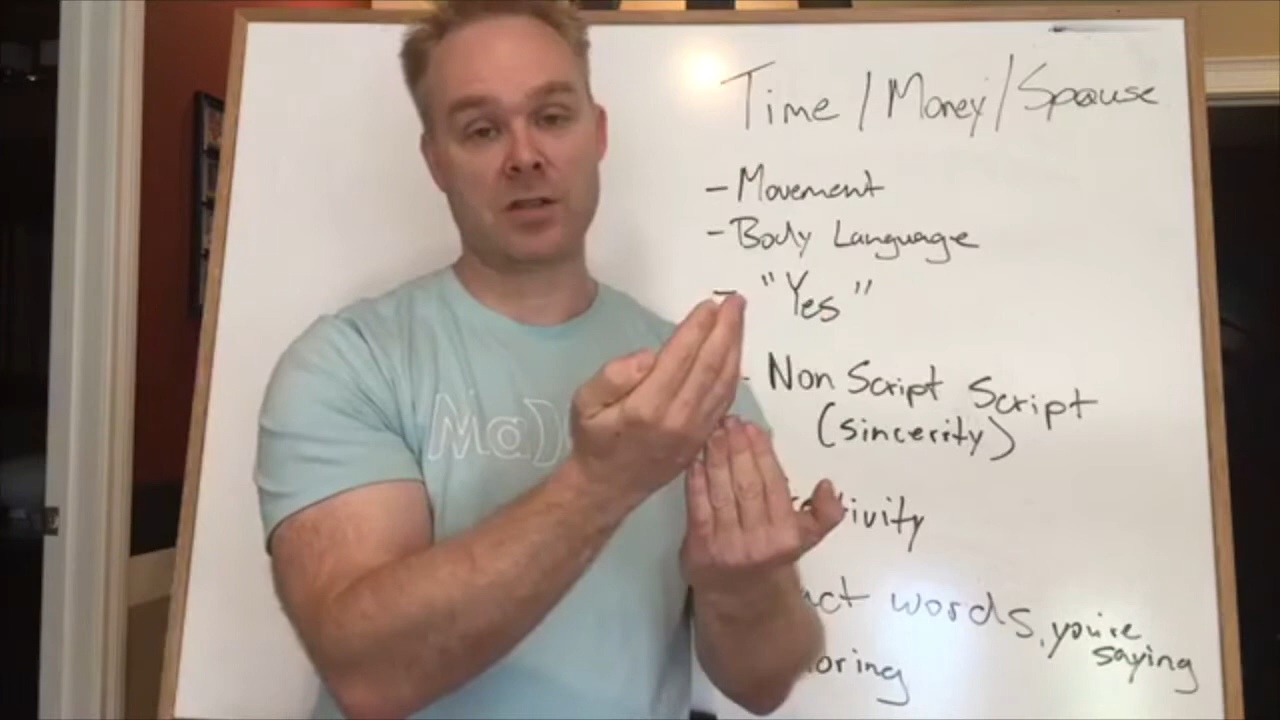 Time / Money / Spouse
- Movement
- Body Language
- "Yes"
- Non Script Script
(sincerity)
words, you're
saying